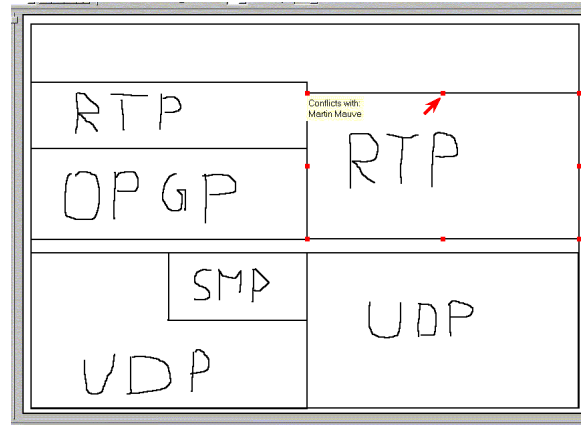 RTP
Conflicts with:
Martin Mauve
RTP
OPGP
SMP
UDP
UDP